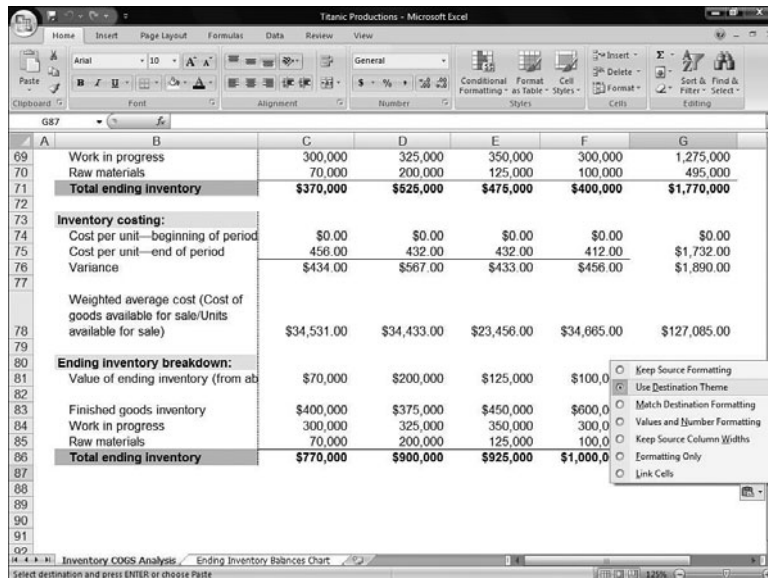 Titanic Productions - Microsoft Excel
Home Insert Page Layout Formulas Data Review View
Paste
Arial 10 A A
B I U A
General
$ % ,
Conditional Formatting
Format as Table
Cell Styles
Insert
Delete
Format
Σ
Sort & Filter
Find & Select
Clipboard Font Alignment Number Styles Cells Editing
G87 fx
A B C D E F G
69 Work in progress 300,000 325,000 350,000 300,000 1,275,000
70 Raw materials 70,000 200,000 125,000 100,000 495,000
71 Total ending inventory $370,000 $525,000 $475,000 $400,000 $1,770,000
72
73 Inventory costing:
74 Cost per unit—beginning of period $0.00 $0.00 $0.00 $0.00 $0.00
75 Cost per unit—end of period 456.00 432.00 432.00 412.00 $1,732.00
76 Variance $434.00 $567.00 $433.00 $456.00 $1,890.00
77
Weighted average cost (Cost of
goods available for sale/Units
78 available for sale) $34,531.00 $34,433.00 $23,456.00 $34,665.00 $127,085.00
79
80 Ending inventory breakdown:
81 Value of ending inventory (from ab $70,000 $200,000 $125,000 $100,0
82
83 Finished goods inventory $400,000 $375,000 $450,000 $600,0
84 Work in progress 300,000 325,000 350,000 300,0
85 Raw materials 70,000 200,000 125,000 100,0
86 Total ending inventory $770,000 $900,000 $925,000 $1,000,0
Keep Source Formatting
Use Destination Theme
Match Destination Formatting
Values and Number Formatting
Keep Source Column Widths
Formatting Only
Link Cells
87
88
89
90
91
92
Inventory COGS Analysis Ending Inventory Balances Chart
Select destination and press ENTER or choose Paste 125%